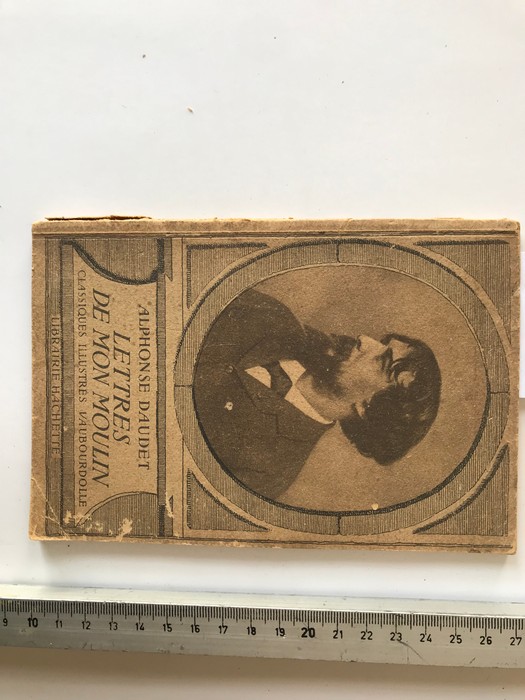 ALPHONSE DAUDET
LETTRES
DE MON MOULIN
CLASSIQUES ILLUSTRÉS VAUBOURDOLLE
LIBRAIRIE HACHETTE
9 10 11 12 13 14 15 16 17 18 19 20 21 22 23 24 25 26 27